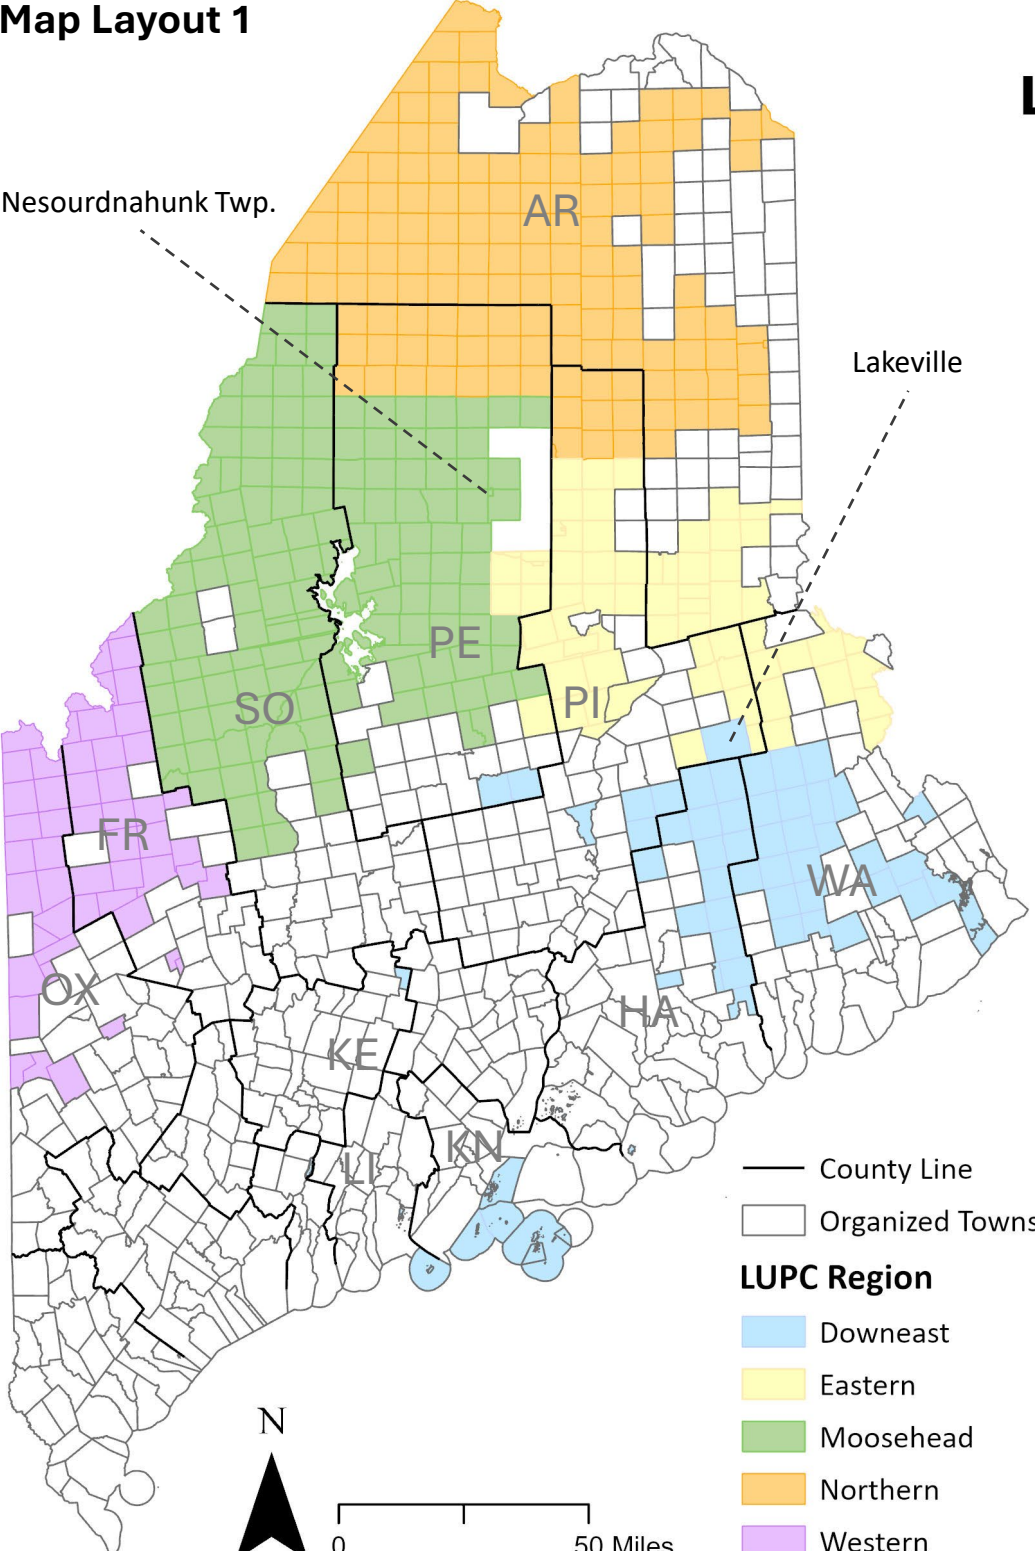 Map Layout 1
L
Nesourdnahunk Twp.
AR
Lakeville
PE
SO
PI
FR
WA
OX
HA
KE
KN
LI
County Line
Organized Towns
LUPC Region
Downeast
Eastern
Moosehead
Northern
Western
N
0
50 Miles